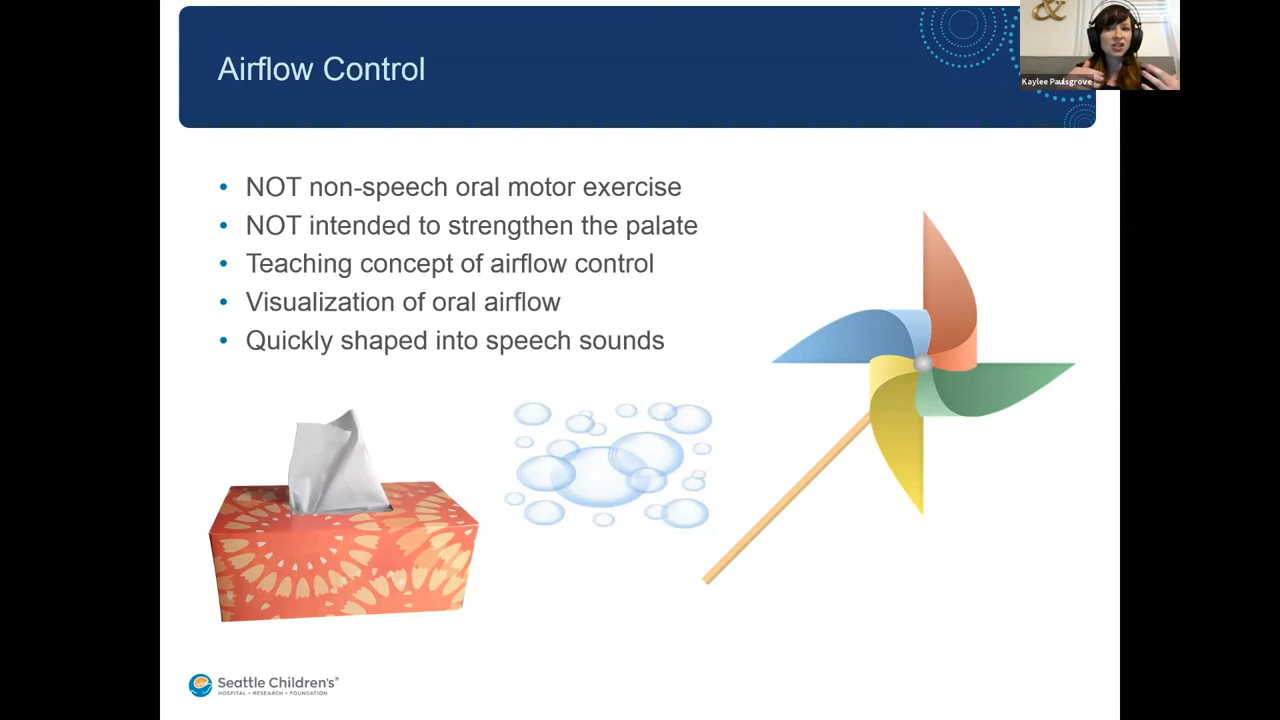 Airflow Control
&
Kaylee Paulsgrove
• NOT non-speech oral motor exercise
• NOT intended to strengthen the palate
• Teaching concept of airflow control
• Visualization of oral airflow
• Quickly shaped into speech sounds
Seattle Children's®
HOSPITAL • RESEARCH • FOUNDATION